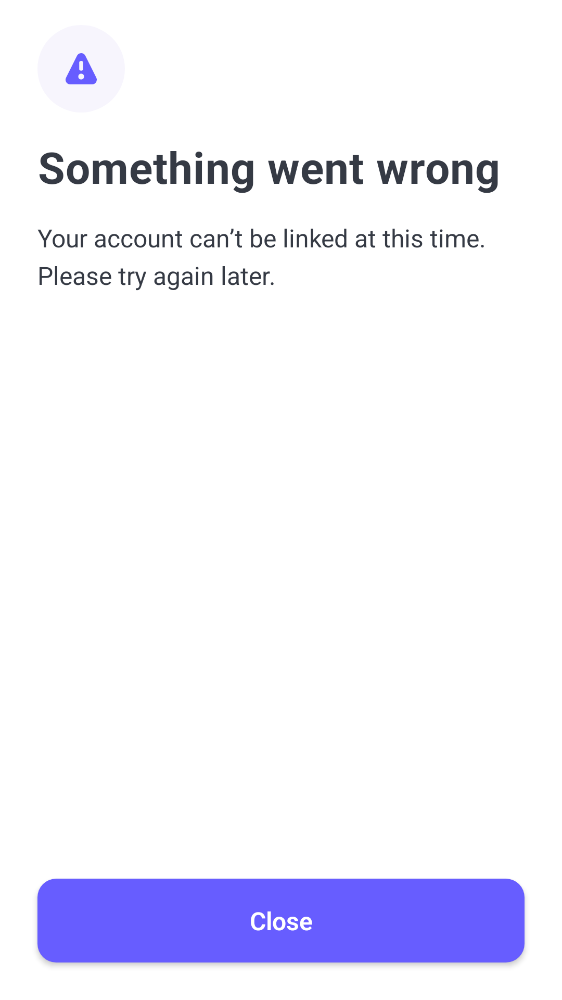 Something went wrong
Your account can’t be linked at this time.
Please try again later.
Close